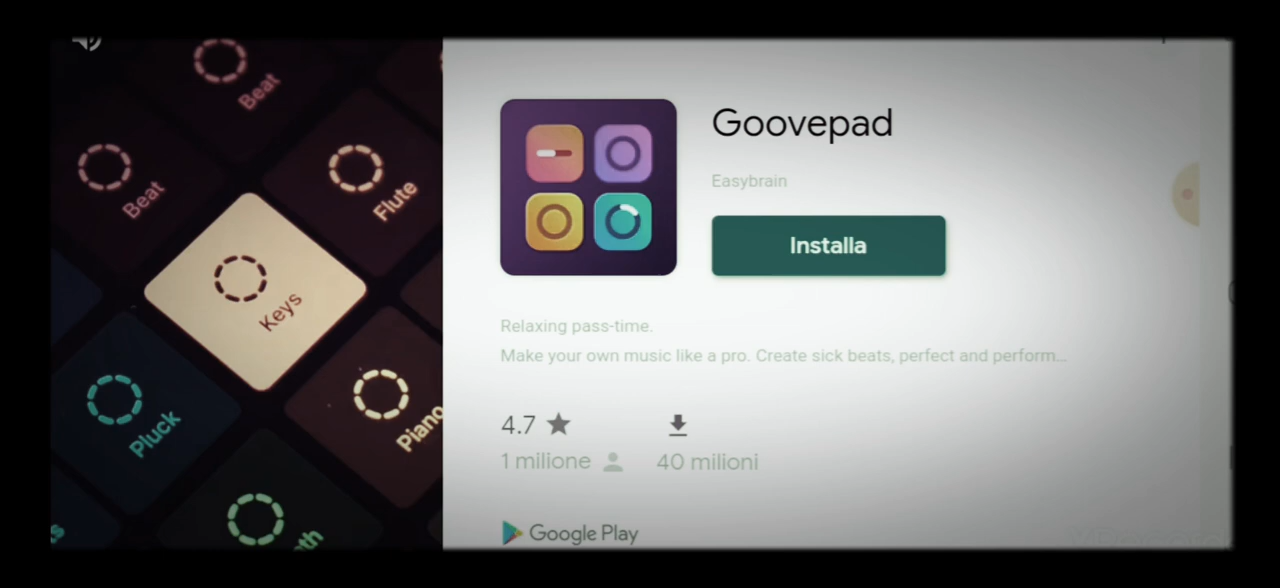 Beat
Beat
Flute
Keys
Pluck
Piano
Goovepad
Easybrain
Installa
Relaxing pass-time.
Make your own music like a pro. Create sick beats, perfect and perform...
4.7
1 milione
40 milioni
Google Play